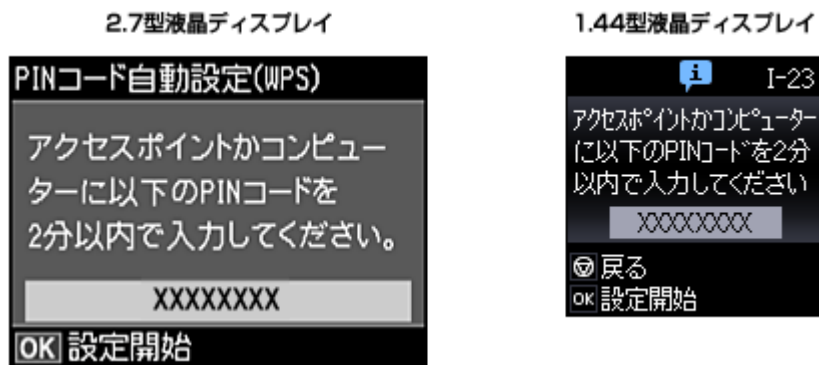 2.7型液晶ディスプレイ
PINコード自動設定(WPS)
アクセスポイントかコンピュー
ターに以下のPINコードを
2分以内で入力してください。
XXXXXXXX
OK 設定開始
1.44型液晶ディスプレイ
i I-23
アクセスポイントかコンピューター
に以下のPINコードを2分
以内で入力してください
XXXXXXXX
戻る
OK 設定開始